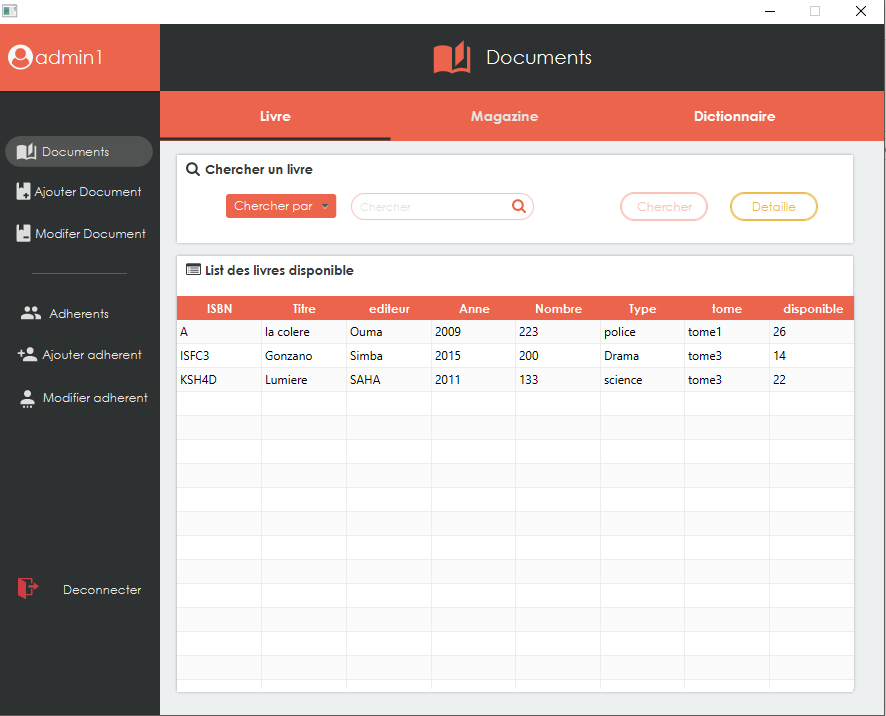 admin1
Documents
Livre Magazine Dictionnaire
Documents
Ajouter Document
Modifer Document
Adherents
Ajouter adherent
Modifier adherent
Deconnecter
Chercher un livre
Chercher par Chercher Chercher Detaille
List des livres disponible
ISBN Titre editeur Anne Nombre Type tome disponible
A la colere Ouma 2009 223 police tome1 26
ISFC3 Gonzano Simba 2015 200 Drama tome3 14
KSH4D Lumiere SAHA 2011 133 science tome3 22